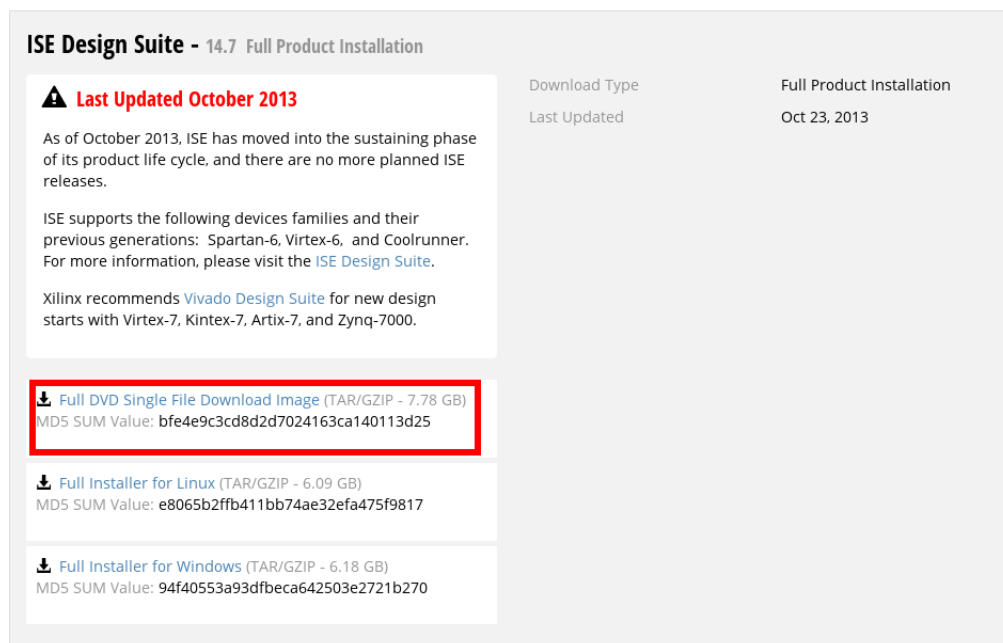 ISE Design Suite - 14.7 Full Product Installation
Last Updated October 2013
As of October 2013, ISE has moved into the sustaining phase
of its product life cycle, and there are no more planned ISE
releases.
ISE supports the following devices families and their
previous generations: Spartan-6, Virtex-6, and Coolrunner.
For more information, please visit the ISE Design Suite.
Xilinx recommends Vivado Design Suite for new design
starts with Virtex-7, Kintex-7, Artix-7, and Zynq-7000.
Download Type Full Product Installation
Last Updated Oct 23, 2013
Full DVD Single File Download Image (TAR/GZIP - 7.78 GB)
MD5 SUM Value: bfe4e9c3cd8d2d7024163ca140113d25
Full Installer for Linux (TAR/GZIP - 6.09 GB)
MD5 SUM Value: e8065b2ffb411bb74ae32efa475f9817
Full Installer for Windows (TAR/GZIP - 6.18 GB)
MD5 SUM Value: 94f40553a93dfbeca642503e2721b270